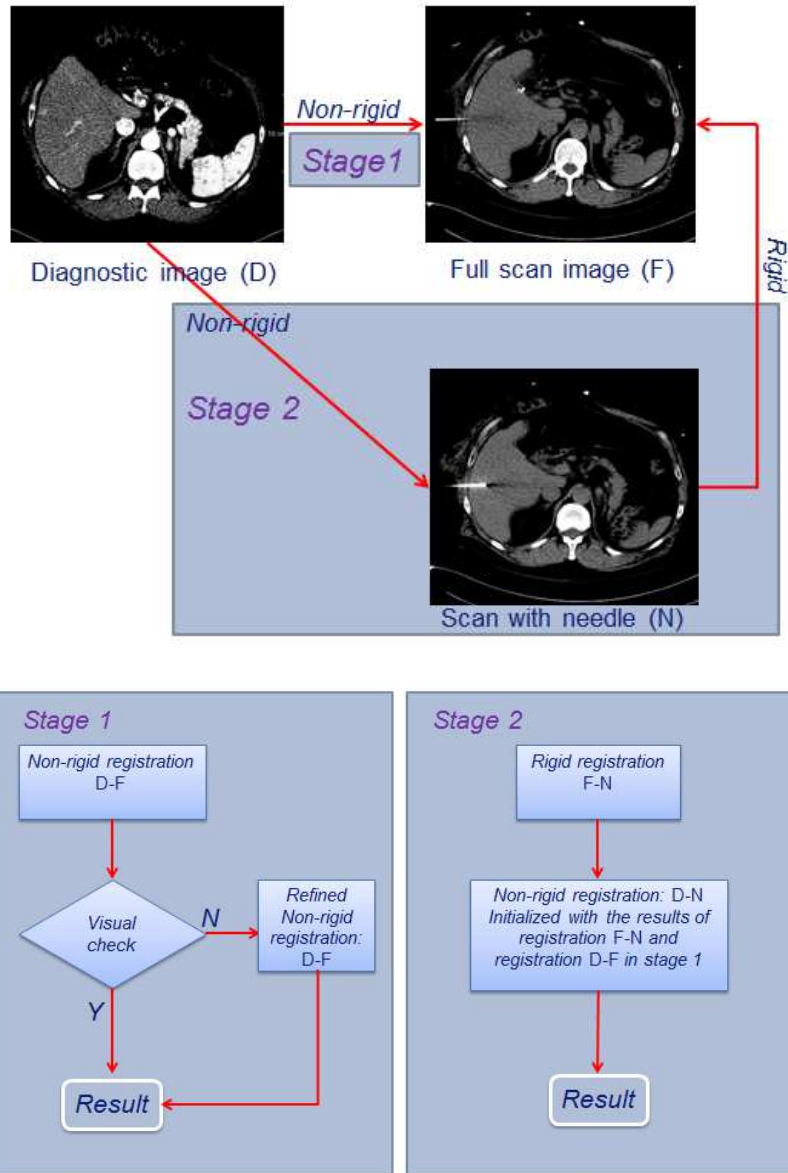 Non-rigid
Stage1
Diagnostic image (D)
Full scan image (F)
Rigid
Non-rigid
Stage 2
Scan with needle (N)
Stage 1
Non-rigid registration
D-F
Visual
check
N
Refined
Non-rigid
registration:
D-F
Y
Result
Stage 2
Rigid registration
F-N
Non-rigid registration: D-N
Initialized with the results of
registration F-N and
registration D-F in stage 1
Result